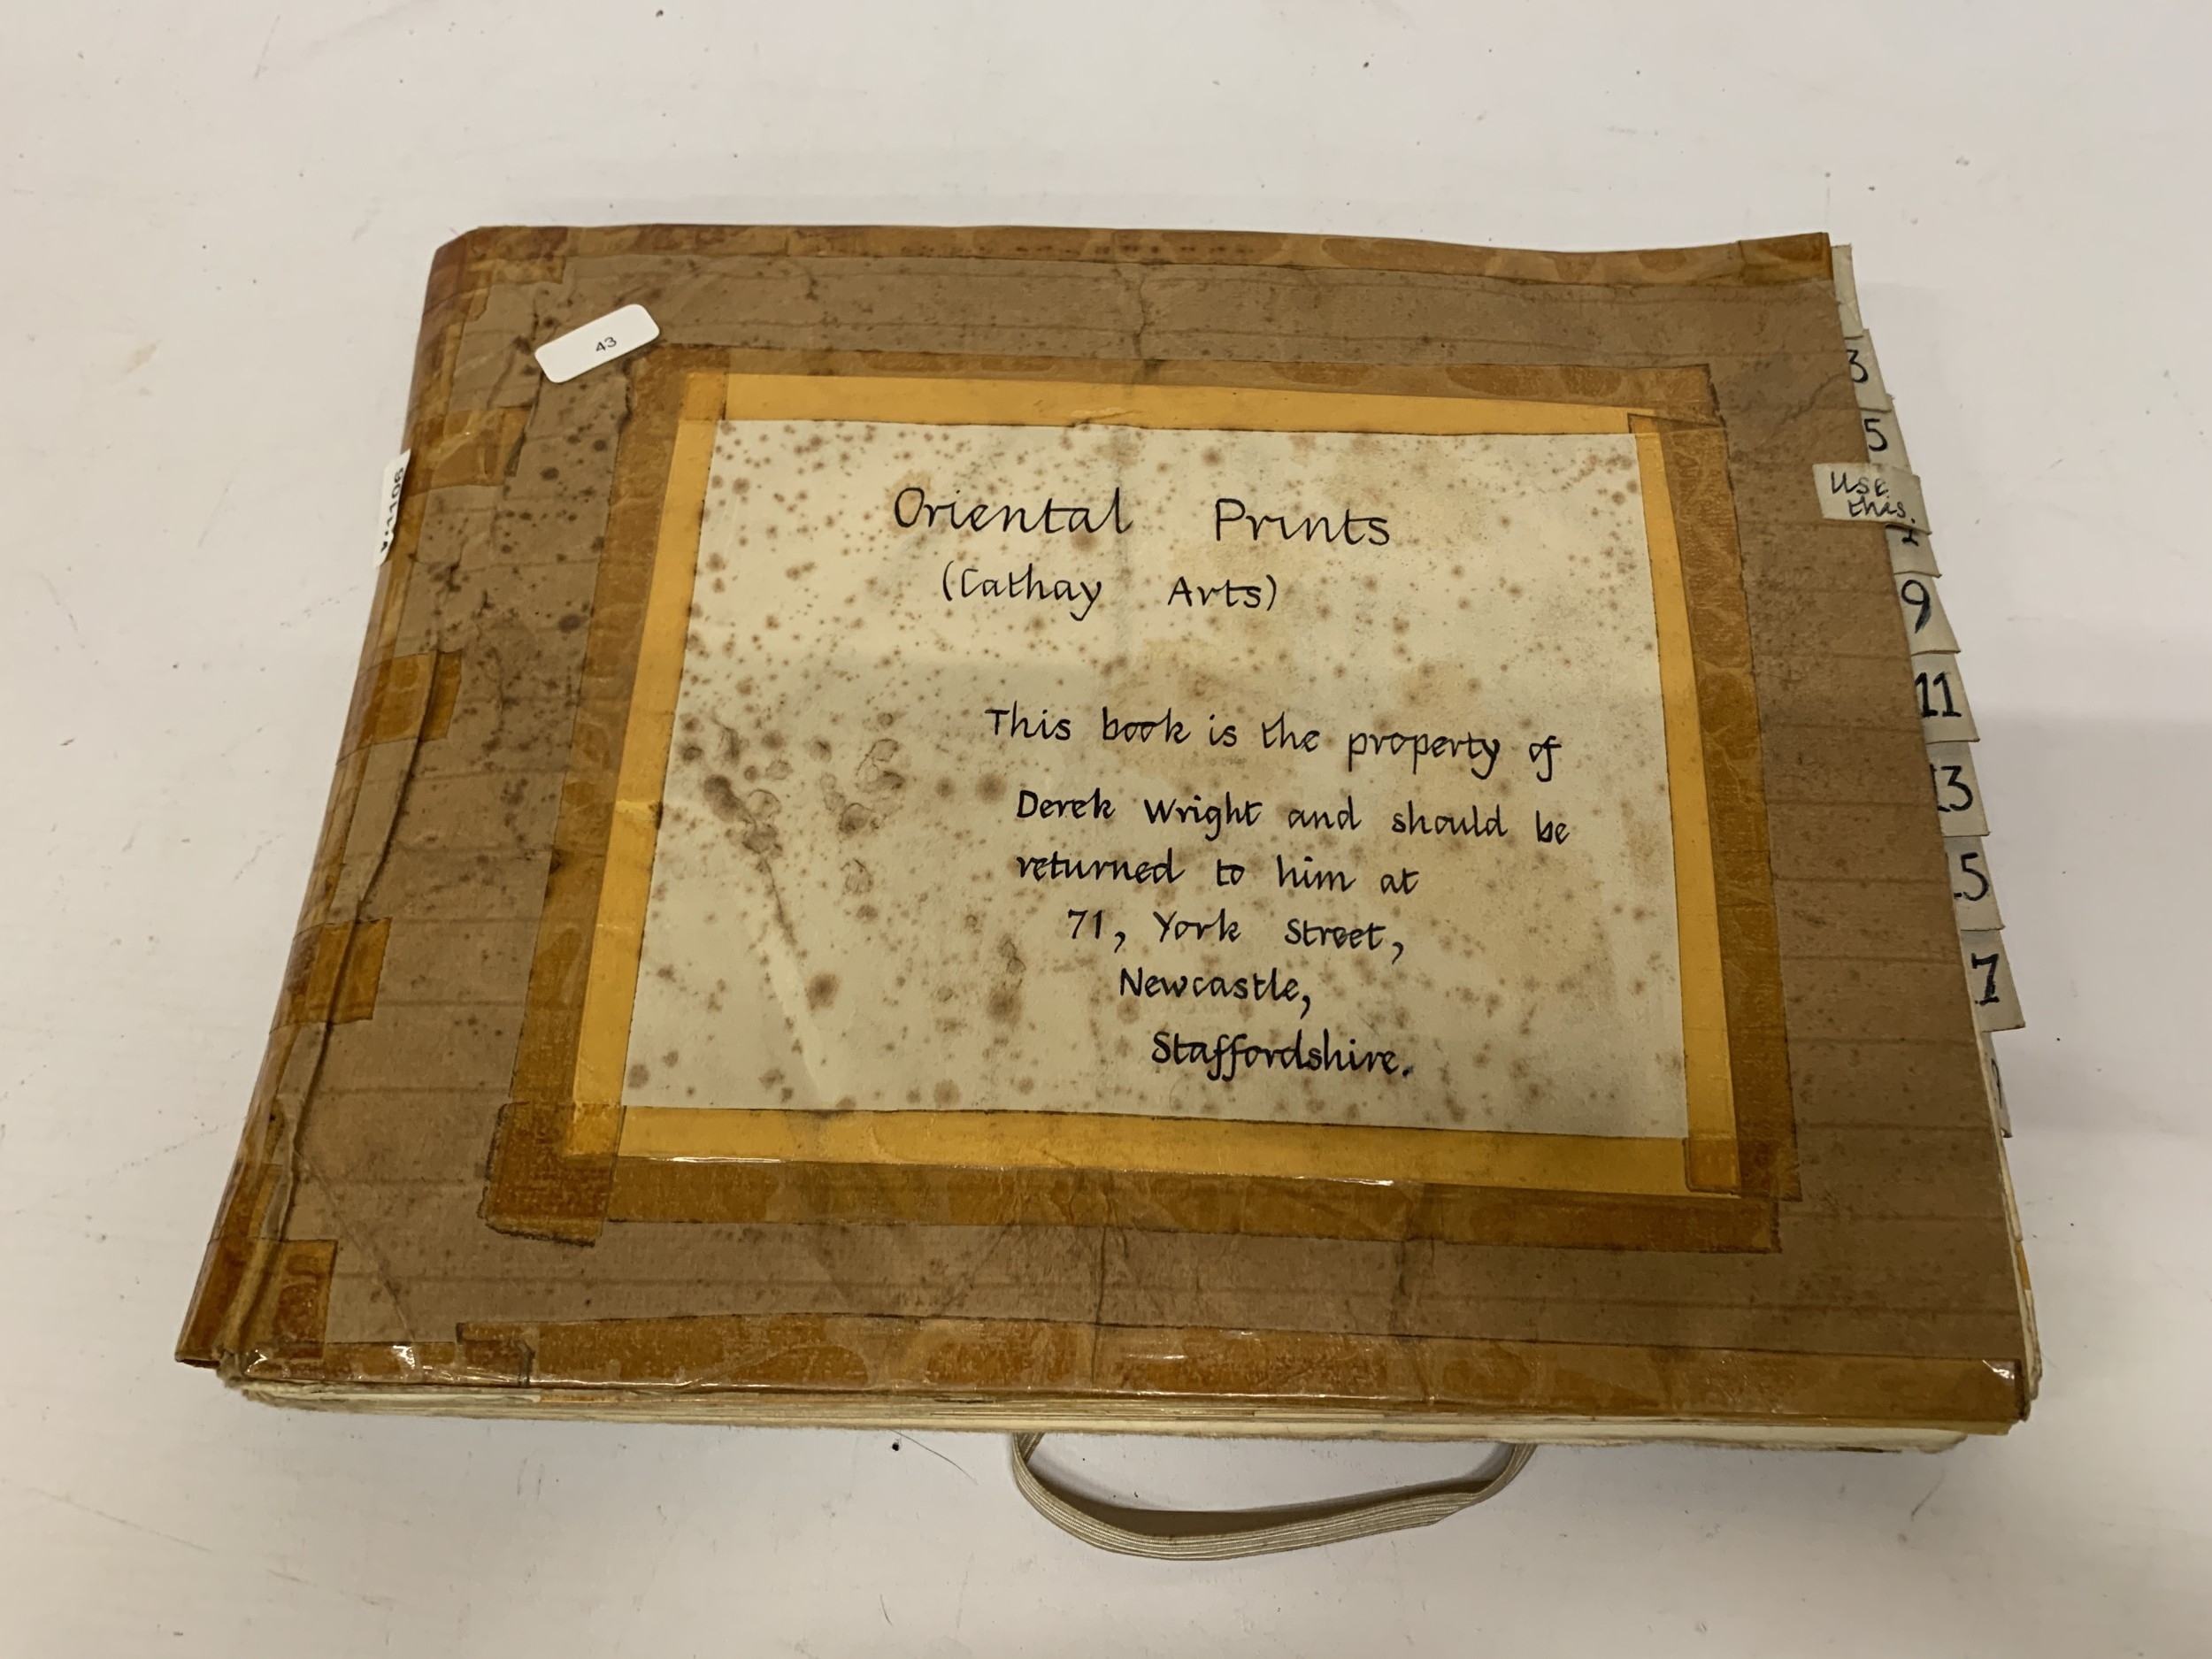 43
Oriental Prints
(Cathay Arts)
This book is the property of
Derek Wright and should be
returned to him at
71, York Street,
Newcastle,
Staffordshire.
3
5
Use
this.
9
11
13
15
7